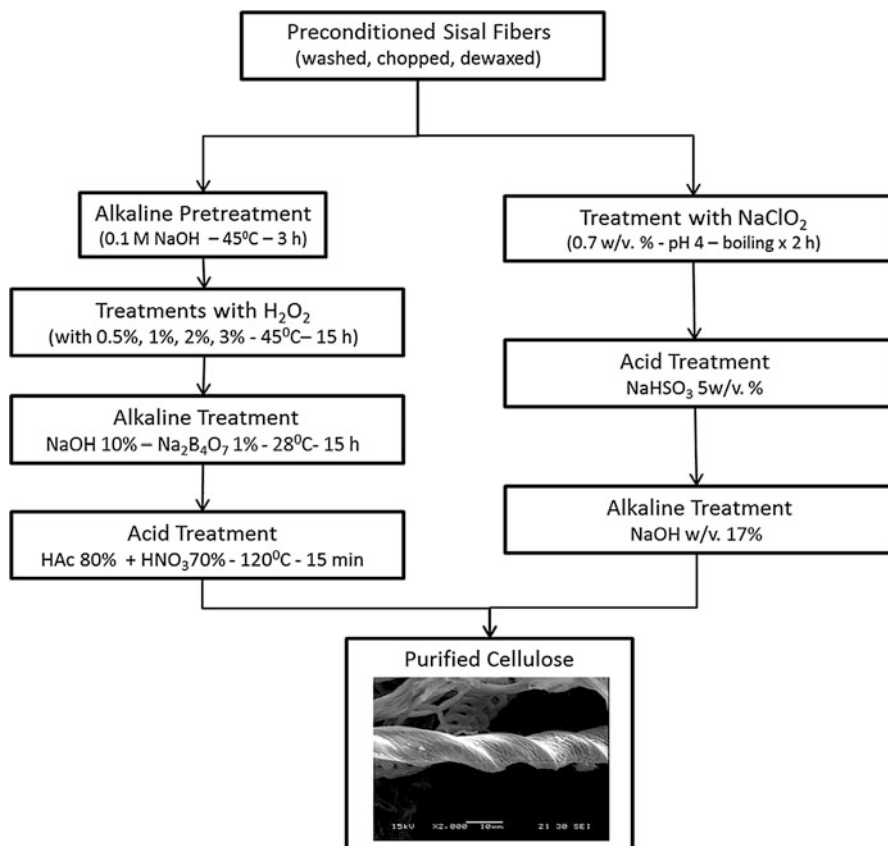 Preconditioned Sisal Fibers
(washed, chopped, dewaxed)
Alkaline Pretreatment
(0.1 M NaOH – 45⁰C – 3 h)
Treatments with H₂O₂
(with 0.5%, 1%, 2%, 3% - 45⁰C– 15 h)
Alkaline Treatment
NaOH 10% – Na₂B₄O₇ 1% - 28⁰C- 15 h
Acid Treatment
HAc 80% + HNO₃70% - 120⁰C - 15 min
Treatment with NaClO₂
(0.7 w/v. % - pH 4 – boiling x 2 h)
Acid Treatment
NaHSO₃ 5w/v. %
Alkaline Treatment
NaOH w/v. 17%
Purified Cellulose
15kV X2.000 10μm 21 30 SEI